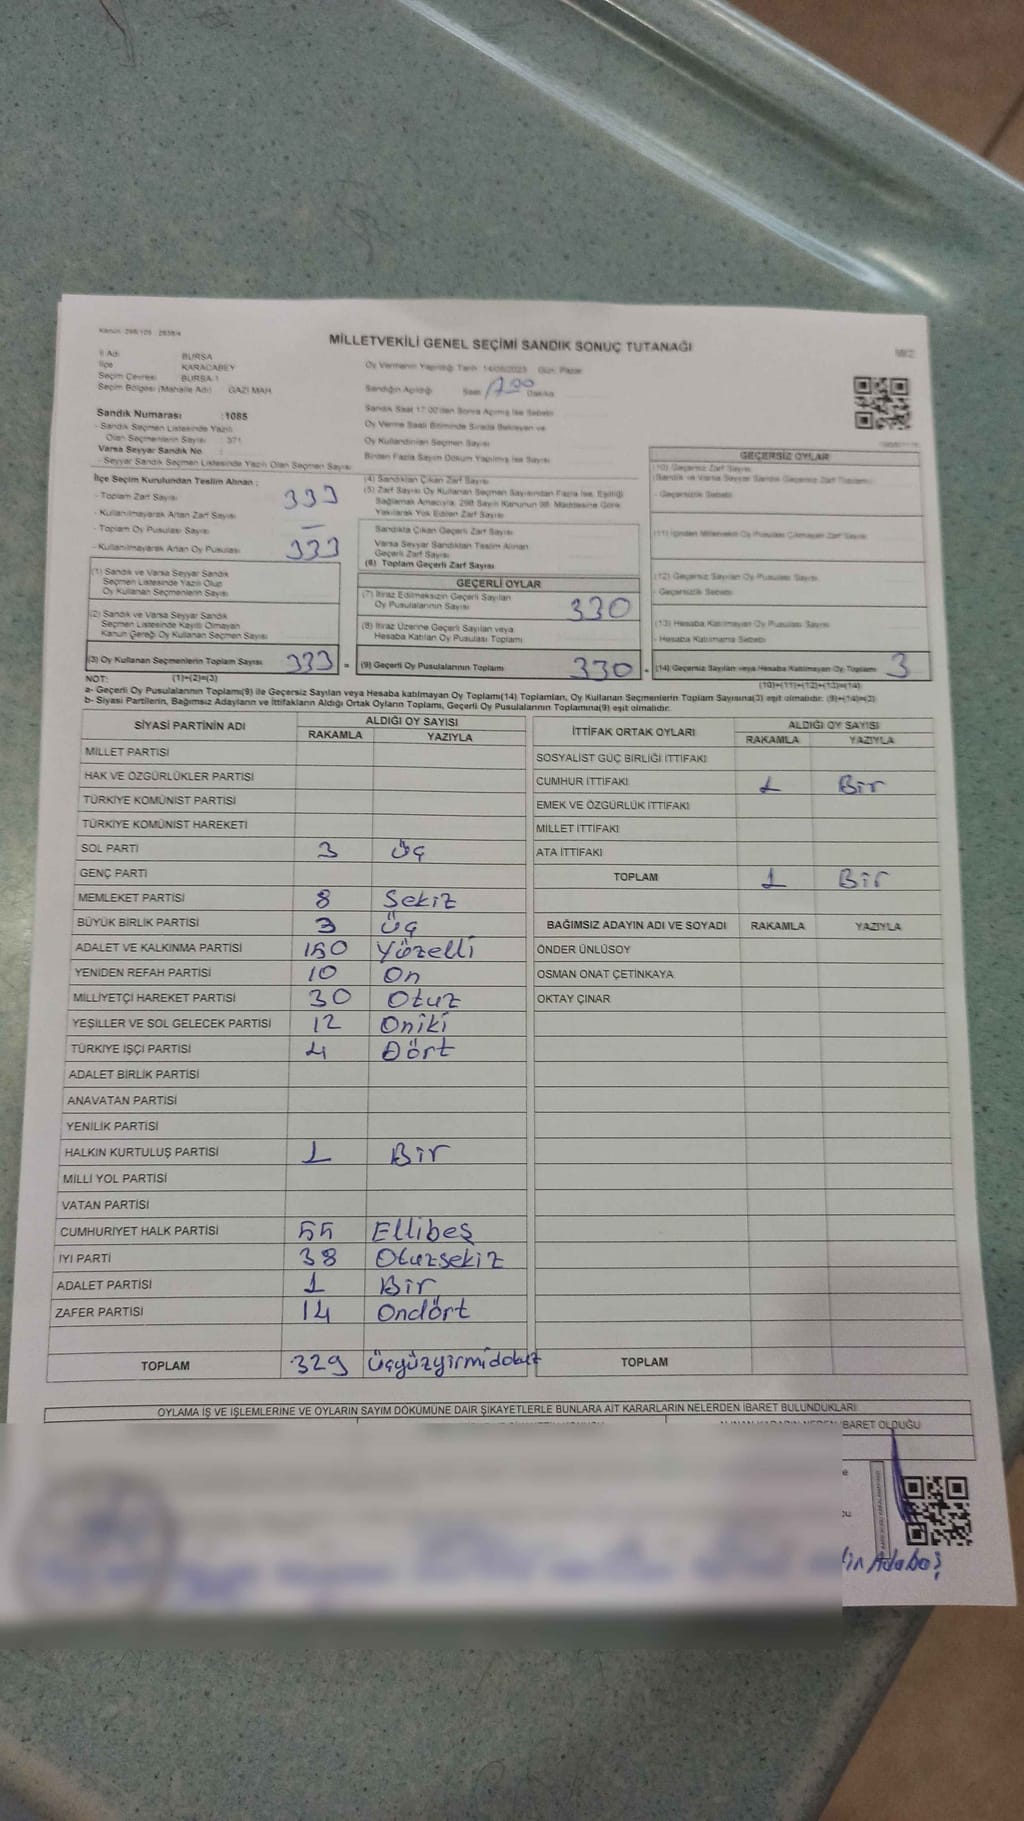 Kanun: 298/105 2839/4
MİLLETVEKİLİ GENEL SEÇİMİ SANDIK SONUÇ TUTANAĞI
İl Adı BURSA
İlçe KARACABEY
Seçim Çevresi BURSA-1
Seçim Bölgesi (Mahalle Adı) GAZİ MAH
Oy Vermenin Yapıldığı Tarih 14/05/2023 Gün: Pazar
Sandığın Açıldığı Saat Dakika
Sandık Numarası : 1085
- Sandık Seçmen Listesinde Yazılı
Olan Seçmenlerin Sayısı : 371
Varsa Seyyar Sandık No
- Seyyar Sandık Seçmen Listesinde Yazılı Olan Seçmen Sayısı
Sandık Saat 17:00'den Sonra Açılmış İse Sebebi
Oy Verme Saati Bitiminde Sırada Bekleyen ve
Oy Kullandırılan Seçmen Sayısı
Birden Fazla Sayım Döküm Yapılmış İse Sayısı
İlçe Seçim Kurulundan Teslim Alınan :
- Toplam Zarf Sayısı 333
- Kullanılmayarak Artan Zarf Sayısı —
- Toplam Oy Pusulası Sayısı 333
- Kullanılmayarak Artan Oy Pusulası
(1) Sandık ve Varsa Seyyar Sandık
Seçmen Listesinde Yazılı Olup
Oy Kullanan Seçmenlerin Sayısı
(2) Sandık ve Varsa Seyyar Sandık
Seçmen Listesinde Kayıtlı Olmayan
Kanun Gereği Oy Kullanan Seçmen Sayısı
(3) Oy Kullanan Seçmenlerin Toplam Sayısı 333 =
(4) Sandıktan Çıkan Zarf Sayısı
(5) Zarf Sayısı Oy Kullanan Seçmen Sayısından Fazla İse, Eşitliği
Sağlamak Amacıyla, 298 Sayılı Kanunun 98. Maddesine Göre
Yakılarak Yok Edilen Zarf Sayısı
Sandıkta Çıkan Geçerli Zarf Sayısı
Varsa Seyyar Sandıktan Teslim Alınan
Geçerli Zarf Sayısı
(6) Toplam Geçerli Zarf Sayısı
GEÇERLİ OYLAR
(7) İtiraz Edilmeksizin Geçerli Sayılan
Oy Pusulalarının Sayısı 330
(8) İtiraz Üzerine Geçerli Sayılan veya
Hesaba Katılan Oy Pusulası Toplamı
(9) Geçerli Oy Pusulalarının Toplamı 330
GEÇERSİZ OYLAR
(10) Geçersiz Zarf Sayısı
(Sandık ve Varsa Seyyar Sandık Geçersiz Zarf Toplamı)
- Geçersizlik Sebebi
(11) İçinden Milletvekili Oy Pusulası Çıkmayan Zarf Sayısı
(12) Geçersiz Sayılan Oy Pusulası Sayısı
- Geçersizlik Sebebi
(13) Hesaba Katılmayan Oy Pusulası Sayısı
- Hesaba Katılmama Sebebi
(14) Geçersiz Sayılan veya Hesaba Katılmayan Oy Toplamı 3
NOT: (1)+(2)=(3) (10)+(11)+(12)+(13)=(14)
a- Geçerli Oy Pusulalarının Toplamı(9) ile Geçersiz Sayılan veya Hesaba katılmayan Oy Toplamı(14) Toplamları, Oy Kullanan Seçmenlerin Toplam Sayısına(3) eşit olmalıdır. (9)+(14)=(3)
b- Siyasi Partilerin, Bağımsız Adayların ve İttifakların Aldığı Ortak Oyların Toplamı, Geçerli Oy Pusulalarının Toplamına(9) eşit olmalıdır.
SİYASİ PARTİNİN ADI ALDIĞI OY SAYISI
RAKAMLA YAZIYLA
MİLLET PARTİSİ
HAK VE ÖZGÜRLÜKLER PARTİSİ
TÜRKİYE KOMÜNİST PARTİSİ
TÜRKİYE KOMÜNİST HAREKETİ
SOL PARTİ 3 Üç
GENÇ PARTİ
MEMLEKET PARTİSİ 8 Sekiz
BÜYÜK BİRLİK PARTİSİ 3 Üç
ADALET VE KALKINMA PARTİSİ 150 Yüzelli
YENİDEN REFAH PARTİSİ 10 On
MİLLİYETÇİ HAREKET PARTİSİ 30 Otuz
YEŞİLLER VE SOL GELECEK PARTİSİ 12 Oniki
TÜRKİYE İŞÇİ PARTİSİ 4 Dört
ADALET BİRLİK PARTİSİ
ANAVATAN PARTİSİ
YENİLİK PARTİSİ
HALKIN KURTULUŞ PARTİSİ 1 Bir
MİLLİ YOL PARTİSİ
VATAN PARTİSİ
CUMHURİYET HALK PARTİSİ 55 Ellibeş
İYİ PARTİ 38 Otuzsekiz
ADALET PARTİSİ 1 Bir
ZAFER PARTİSİ 14 Ondört
TOPLAM 329 Üçyüzyirmidokuz
İTTİFAK ORTAK OYLARI ALDIĞI OY SAYISI
RAKAMLA YAZIYLA
SOSYALİST GÜÇ BİRLİĞİ İTTİFAKI
CUMHUR İTTİFAKI 1 Bir
EMEK VE ÖZGÜRLÜK İTTİFAKI
MİLLET İTTİFAKI
ATA İTTİFAKI
TOPLAM 1 Bir
BAĞIMSIZ ADAYIN ADI VE SOYADI RAKAMLA YAZIYLA
ÖNDER ÜNLÜSOY
OSMAN ONAT ÇETİNKAYA
OKTAY ÇINAR
TOPLAM
OYLAMA İŞ VE İŞLEMLERİNE VE OYLARIN SAYIM DÖKÜMÜNE DAİR ŞİKAYETLERLE BUNLARA AİT KARARLARIN NELERDEN İBARET BULUNDUKLARI
İBARET OLDUĞU